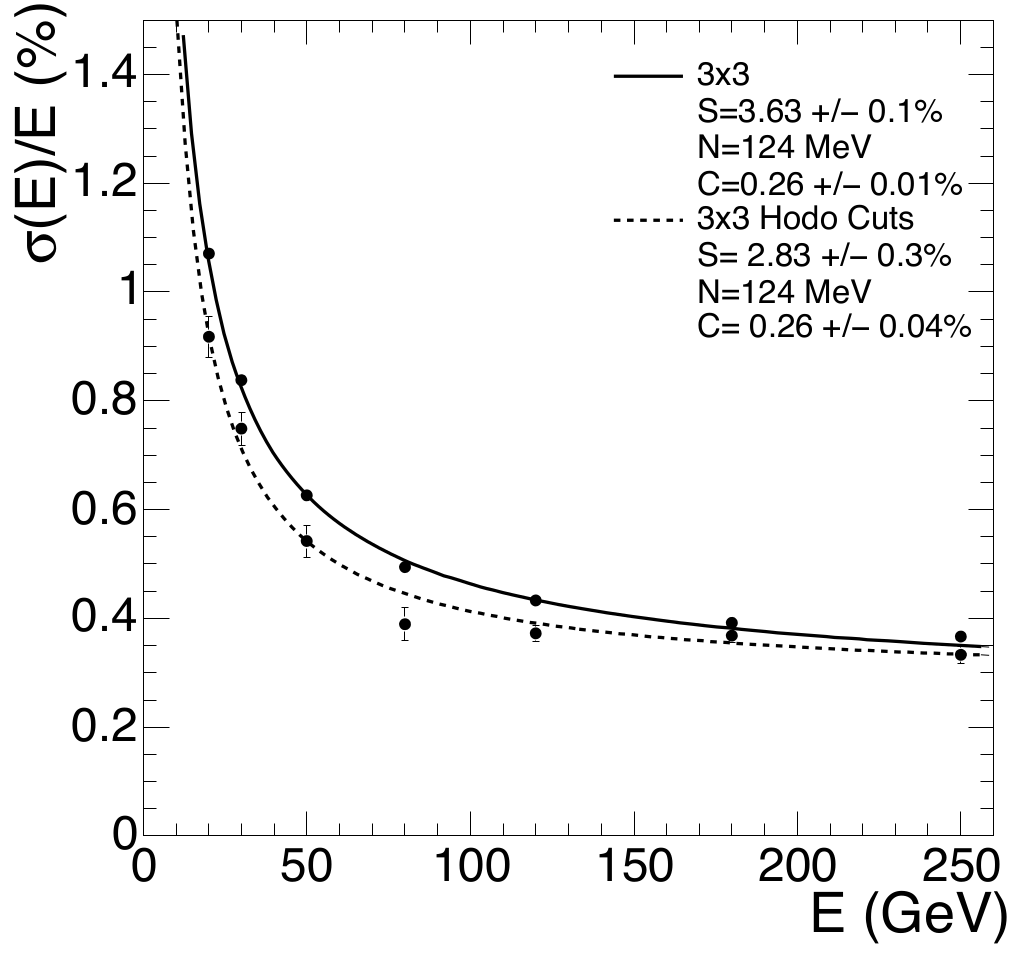 σ(E)/E (%)
1.4
1.2
1
0.8
0.6
0.4
0.2
0
3x3
S=3.63 +/− 0.1%
N=124 MeV
C=0.26 +/− 0.01%
3x3 Hodo Cuts
S= 2.83 +/− 0.3%
N=124 MeV
C= 0.26 +/− 0.04%
0 50 100 150 200 250
E (GeV)